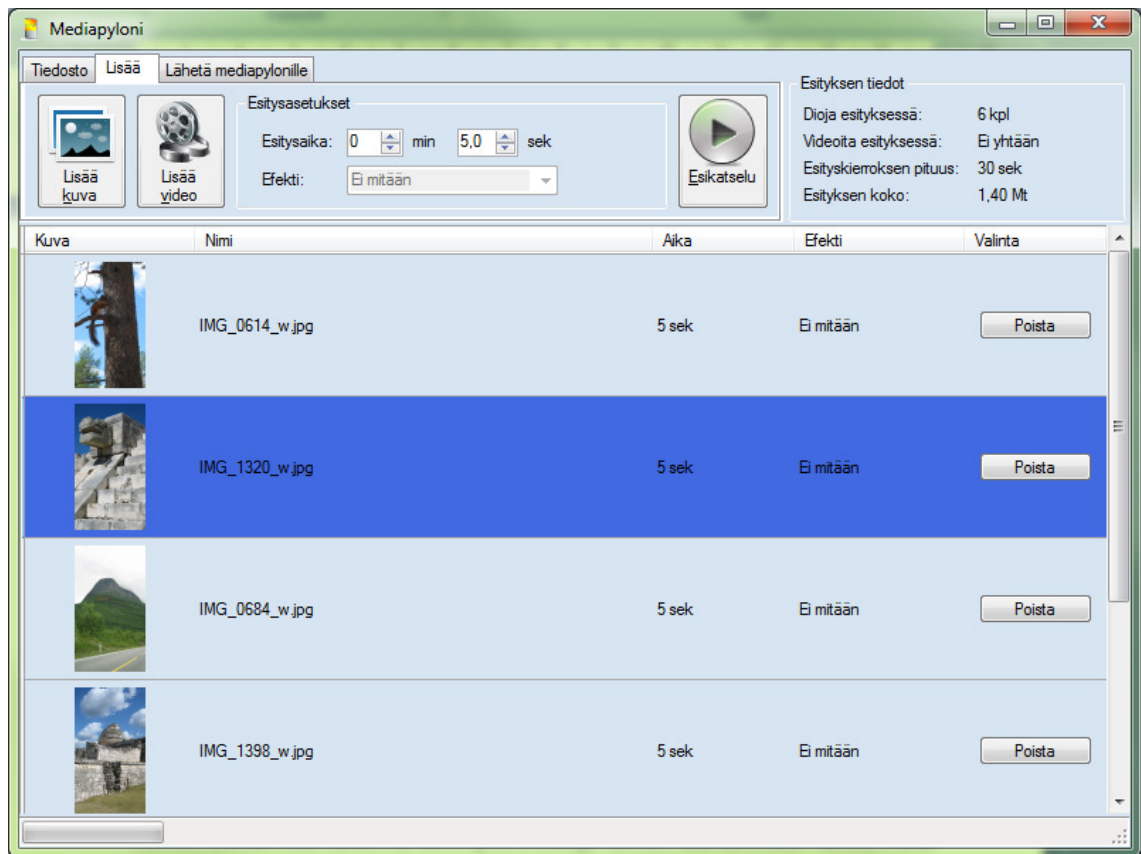 Mediapyloni
Tiedosto Lisää Lähetä mediapylonille
Lisää kuva
Lisää video
Esitysasetukset
Esitysaika: 0 min 5,0 sek
Efekti: Ei mitään
Esikatselu
Esityksen tiedot
Dioja esityksessä: 6 kpl
Videoita esityksessä: Ei yhtään
Esityskierroksen pituus: 30 sek
Esityksen koko: 1,40 Mt
Kuva Nimi Aika Efekti Valinta
IMG_0614_w.jpg 5 sek Ei mitään Poista
IMG_1320_w.jpg 5 sek Ei mitään Poista
IMG_0684_w.jpg 5 sek Ei mitään Poista
IMG_1398_w.jpg 5 sek Ei mitään Poista